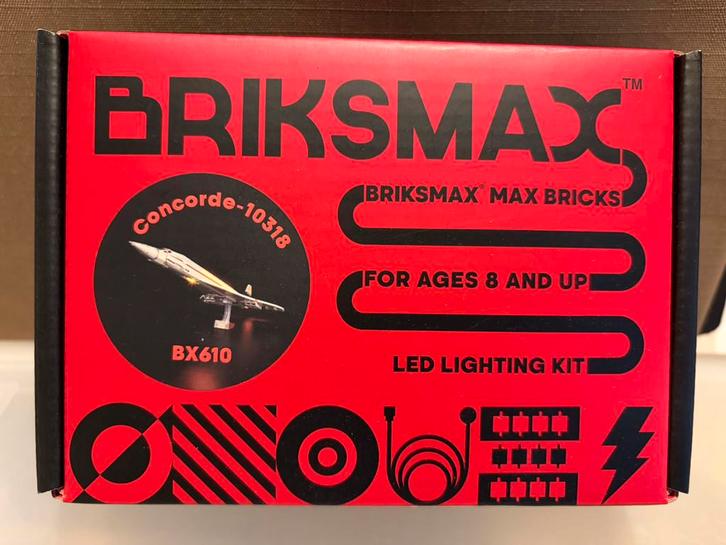 BRIKSMAX™
BRIKSMAX® MAX BRICKS
Concorde-10318
FOR AGES 8 AND UP
BX610
LED LIGHTING KIT